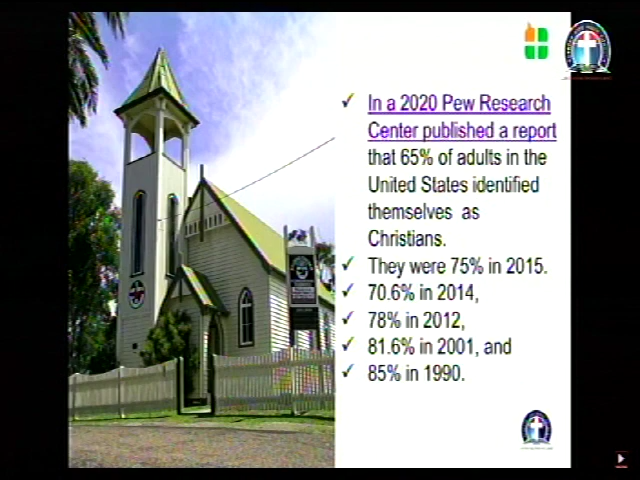 In a 2020 Pew Research
Center published a report
that 65% of adults in the
United States identified
themselves as
Christians.
They were 75% in 2015.
70.6% in 2014,
78% in 2012,
81.6% in 2001, and
85% in 1990.